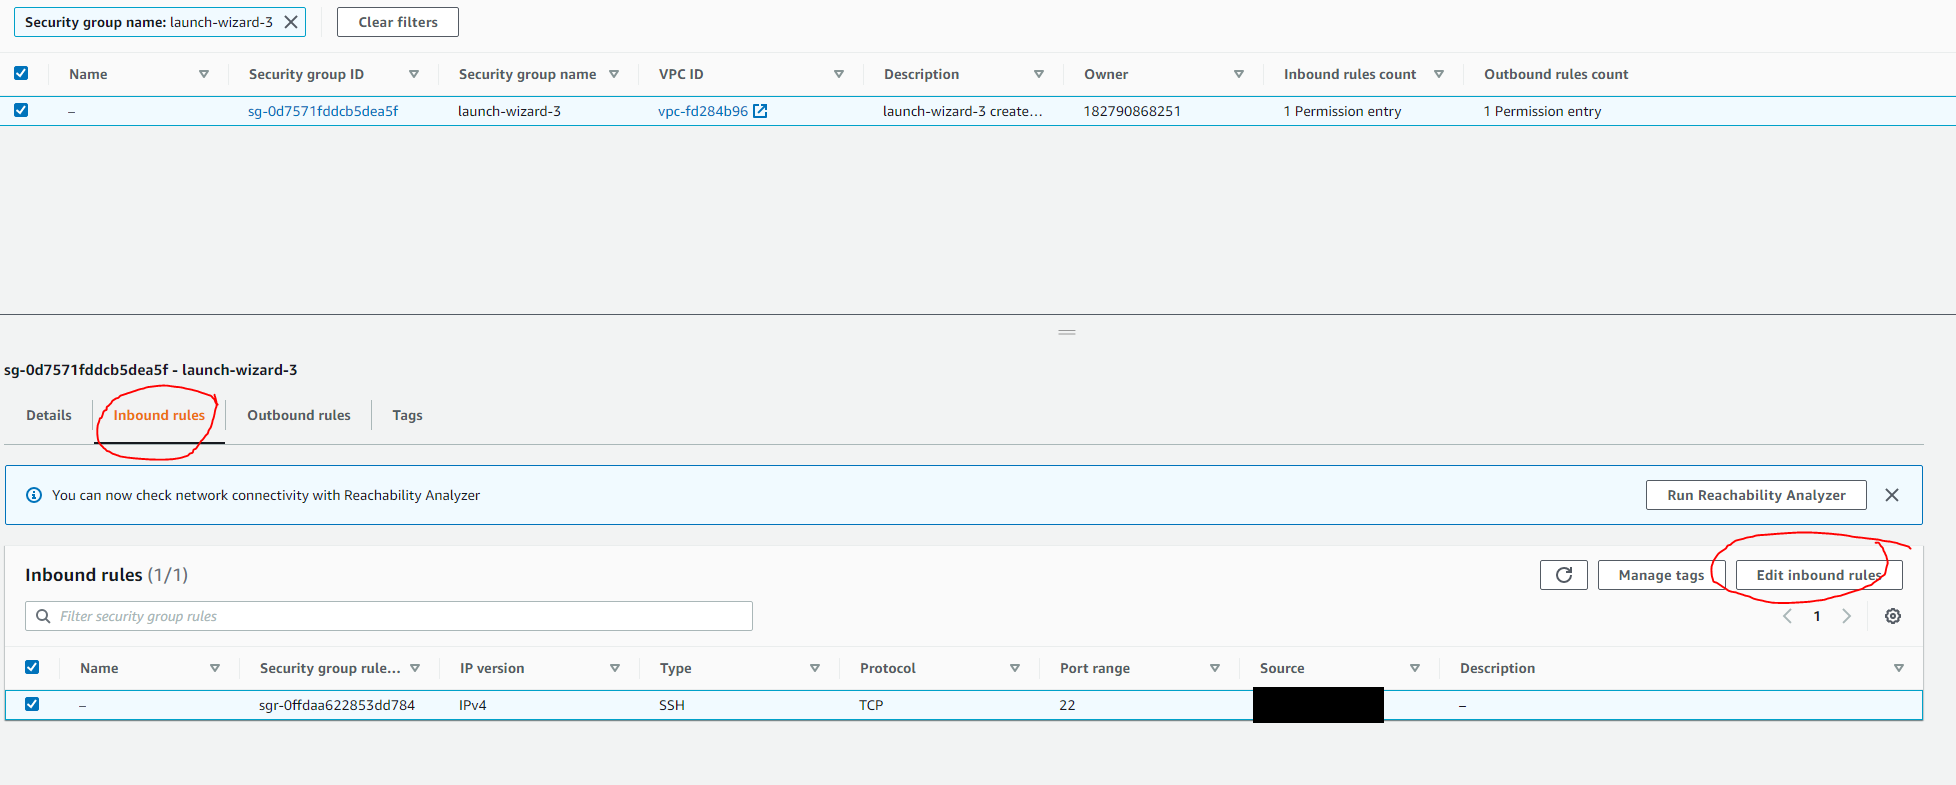 Security group name: launch-wizard-3 Clear filters
Name Security group ID Security group name VPC ID Description Owner Inbound rules count Outbound rules count
– sg-0d7571fddcb5dea5f launch-wizard-3 vpc-fd284b96 launch-wizard-3 create... 182790868251 1 Permission entry 1 Permission entry
sg-0d7571fddcb5dea5f - launch-wizard-3
Details Inbound rules Outbound rules Tags
You can now check network connectivity with Reachability Analyzer Run Reachability Analyzer
Inbound rules (1/1) Manage tags Edit inbound rules
Filter security group rules 1
Name Security group rule... IP version Type Protocol Port range Source Description
– sgr-0ffdaa622853dd784 IPv4 SSH TCP 22 –